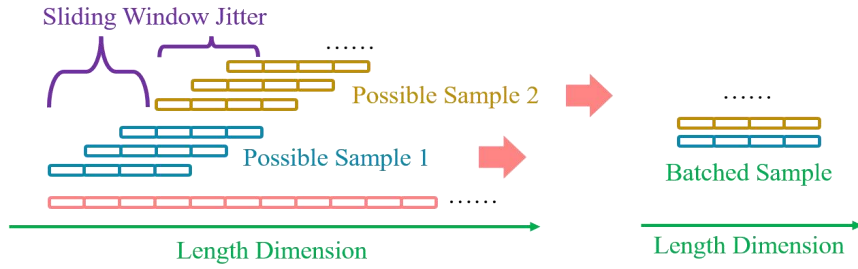 Sliding Window Jitter
......
Possible Sample 2
......
Possible Sample 1
Batched Sample
......
Length Dimension
Length Dimension